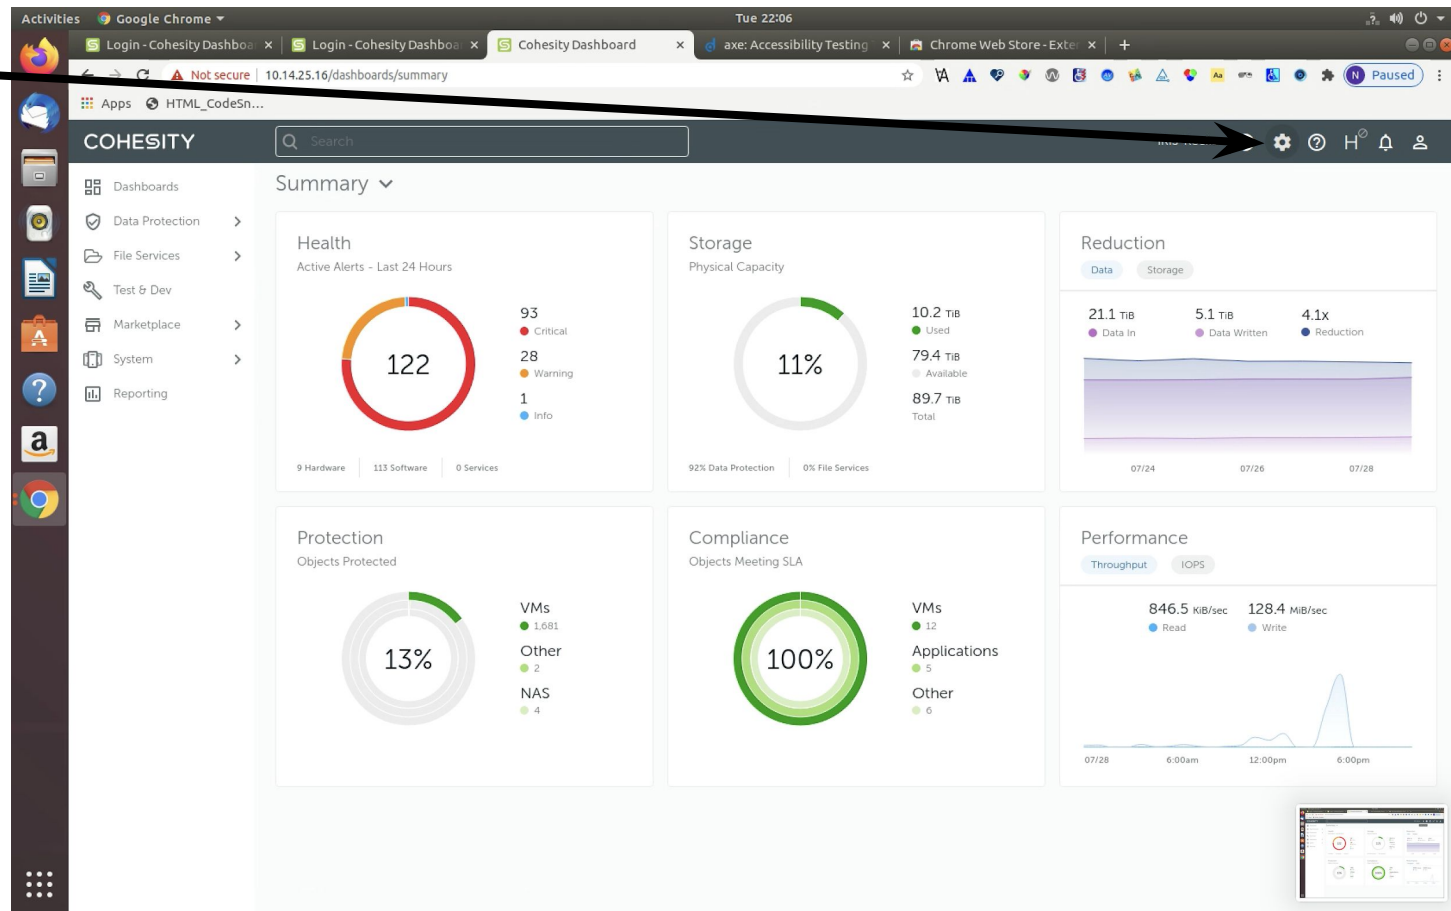 Activities Google Chrome ▾ Tue 22:06
Login - Cohesity Dashboa × Login - Cohesity Dashboa × Cohesity Dashboard × axe: Accessibility Testing × Chrome Web Store - Exte × +
Not secure | 10.14.25.16/dashboards/summary Paused
Apps HTML_CodeSn...
COHESITY Search
Dashboards
Data Protection
File Services
Test & Dev
Marketplace
System
Reporting
Summary
Health
Active Alerts - Last 24 Hours
122
93
Critical
28
Warning
1
Info
9 Hardware 113 Software 0 Services
Storage
Physical Capacity
11%
10.2 TiB
Used
79.4 TiB
Available
89.7 TiB
Total
92% Data Protection 0% File Services
Reduction
Data Storage
21.1 TiB 5.1 TiB 4.1x
Data In Data Written Reduction
07/24 07/26 07/28
Protection
Objects Protected
13%
VMs
1,681
Other
2
NAS
4
Compliance
Objects Meeting SLA
100%
VMs
12
Applications
5
Other
6
Performance
Throughput IOPS
846.5 KiB/sec 128.4 MiB/sec
Read Write
07/28 6:00am 12:00pm 6:00pm